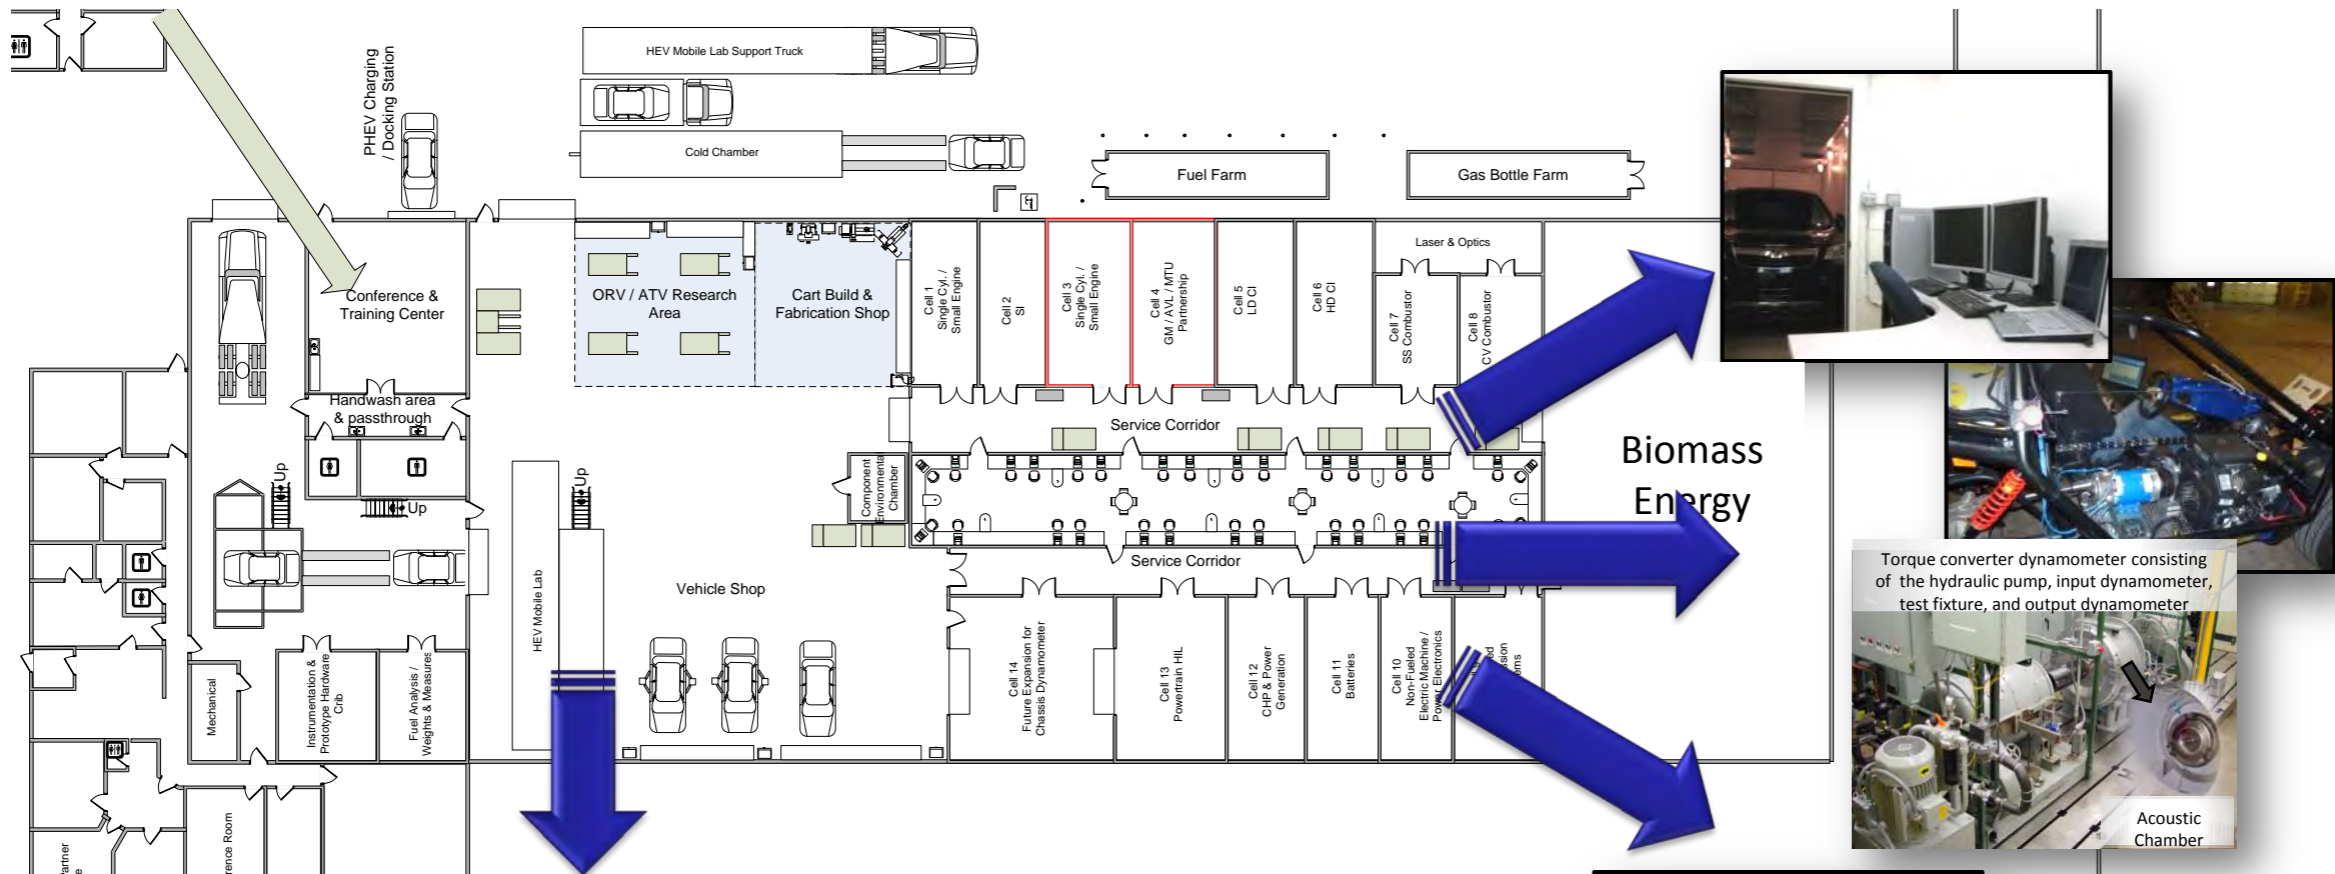 HEV Mobile Lab Support Truck
PHEV Charging
/ Docking Station
Cold Chamber
Fuel Farm
Gas Bottle Farm
Conference &
Training Center
ORV / ATV Research
Area
Cart Build &
Fabrication Shop
Cell 1
Single Cyl. /
Small Engine
Cell 2
SI
Cell 3
Single Cyl. /
Small Engine
Cell 4
GM / AVL / MTU
Partnership
Cell 5
LD CI
Cell 6
HD CI
Laser & Optics
Cell 7
SS Combustor
Cell 8
CV Combustor
Handwash area
& passthrough
Service Corridor
Up
Up
Up
Component
Environmental
Chamber
Biomass
Energy
Service Corridor
HEV Mobile Lab
Vehicle Shop
Torque converter dynamometer consisting
of the hydraulic pump, input dynamometer,
test fixture, and output dynamometer
Mechanical
Instrumentation &
Prototype Hardware
Crib
Fuel Analysis /
Weights & Measures
Cell 14
Future Expansion for
Chassis Dynamometer
Cell 13
Powertrain HIL
Cell 12
CHP & Power
Generation
Cell 11
Batteries
Cell 10
Non-Fueled
Electric Machine /
Power Electronics
Acoustic
Chamber
Partner
rence Room